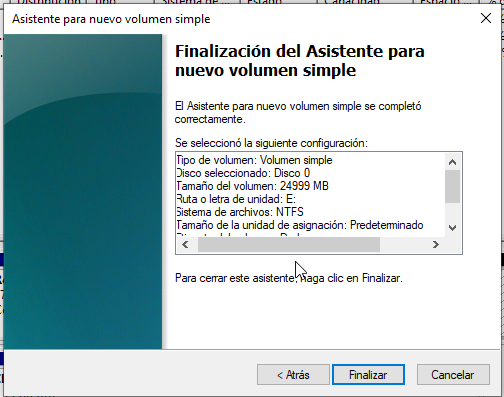 Asistente para nuevo volumen simple
Finalización del Asistente para
nuevo volumen simple
El Asistente para nuevo volumen simple se completó
correctamente.
Se seleccionó la siguiente configuración:
Tipo de volumen: Volumen simple
Disco seleccionado: Disco 0
Tamaño del volumen: 24999 MB
Ruta o letra de unidad: E:
Sistema de archivos: NTFS
Tamaño de la unidad de asignación: Predeterminado
Para cerrar este asistente, haga clic en Finalizar.
< Atrás
Finalizar
Cancelar